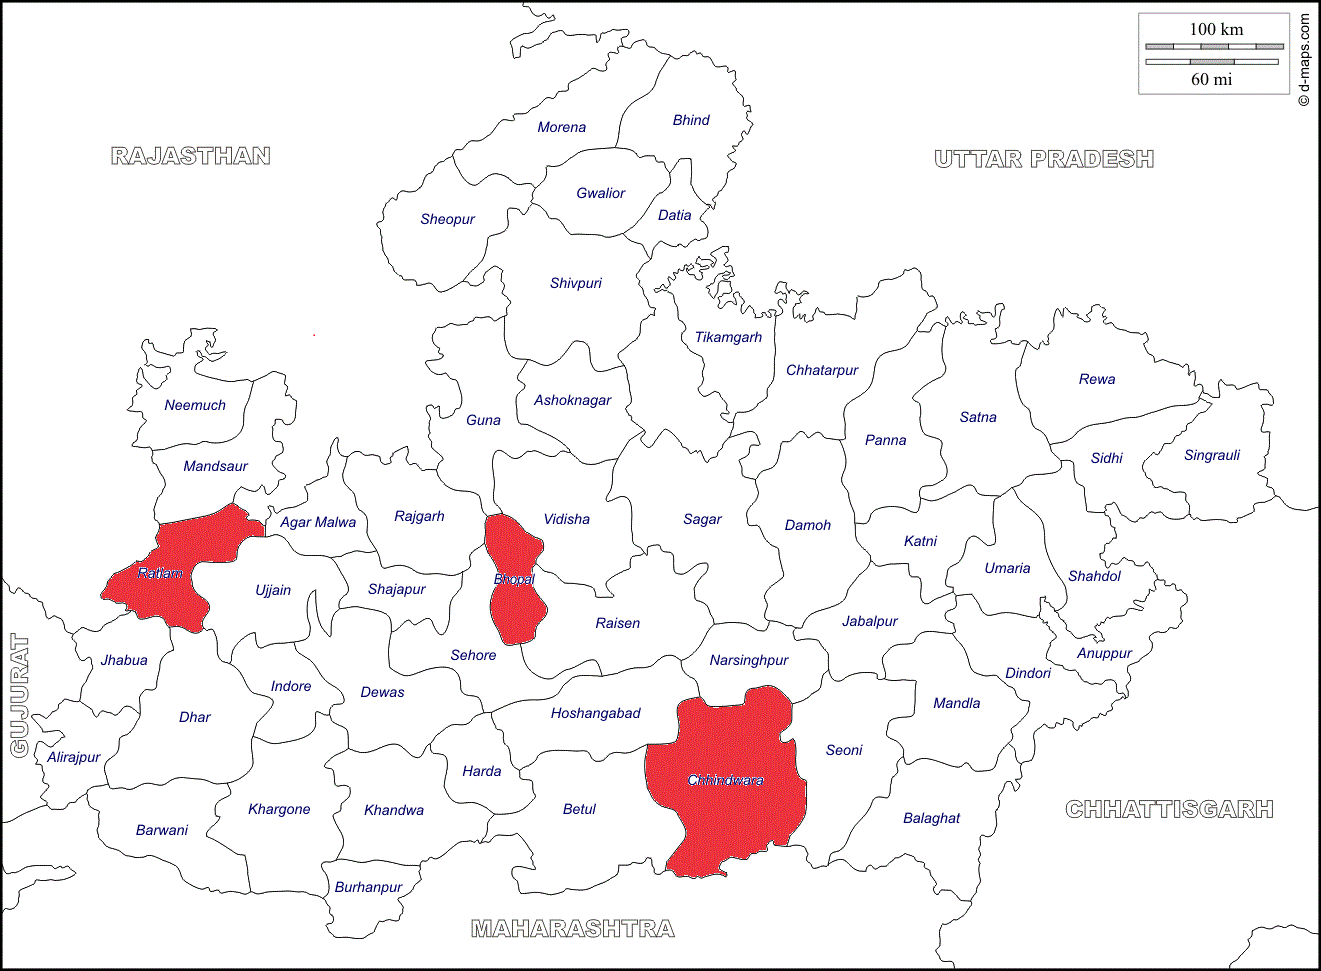 100 km
60 mi
© d-maps.com
RAJASTHAN
UTTAR PRADESH
Morena
Bhind
Gwalior
Sheopur
Datia
Shivpuri
Tikamgarh
Chhatarpur
Rewa
Neemuch
Ashoknagar
Guna
Satna
Panna
Sidhi
Singrauli
Mandsaur
Agar Malwa
Rajgarh
Vidisha
Sagar
Damoh
Katni
Umaria
Shahdol
Ratlam
Ujjain
Shajapur
Bhopal
Raisen
Jabalpur
Sehore
Narsinghpur
Anuppur
Dindori
Jhabua
Indore
Dewas
Dhar
Hoshangabad
Mandla
GUJURAT
Alirajpur
Harda
Chhindwara
Seoni
Khargone
Khandwa
Betul
Barwani
Balaghat
CHHATTISGARH
Burhanpur
MAHARASHTRA